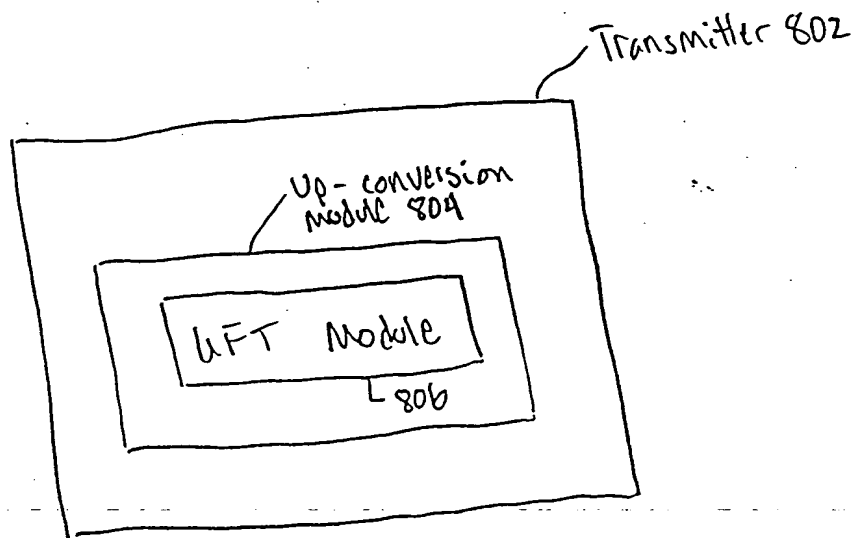 Transmitter 802
Up-conversion
module 804
UFT Module
806